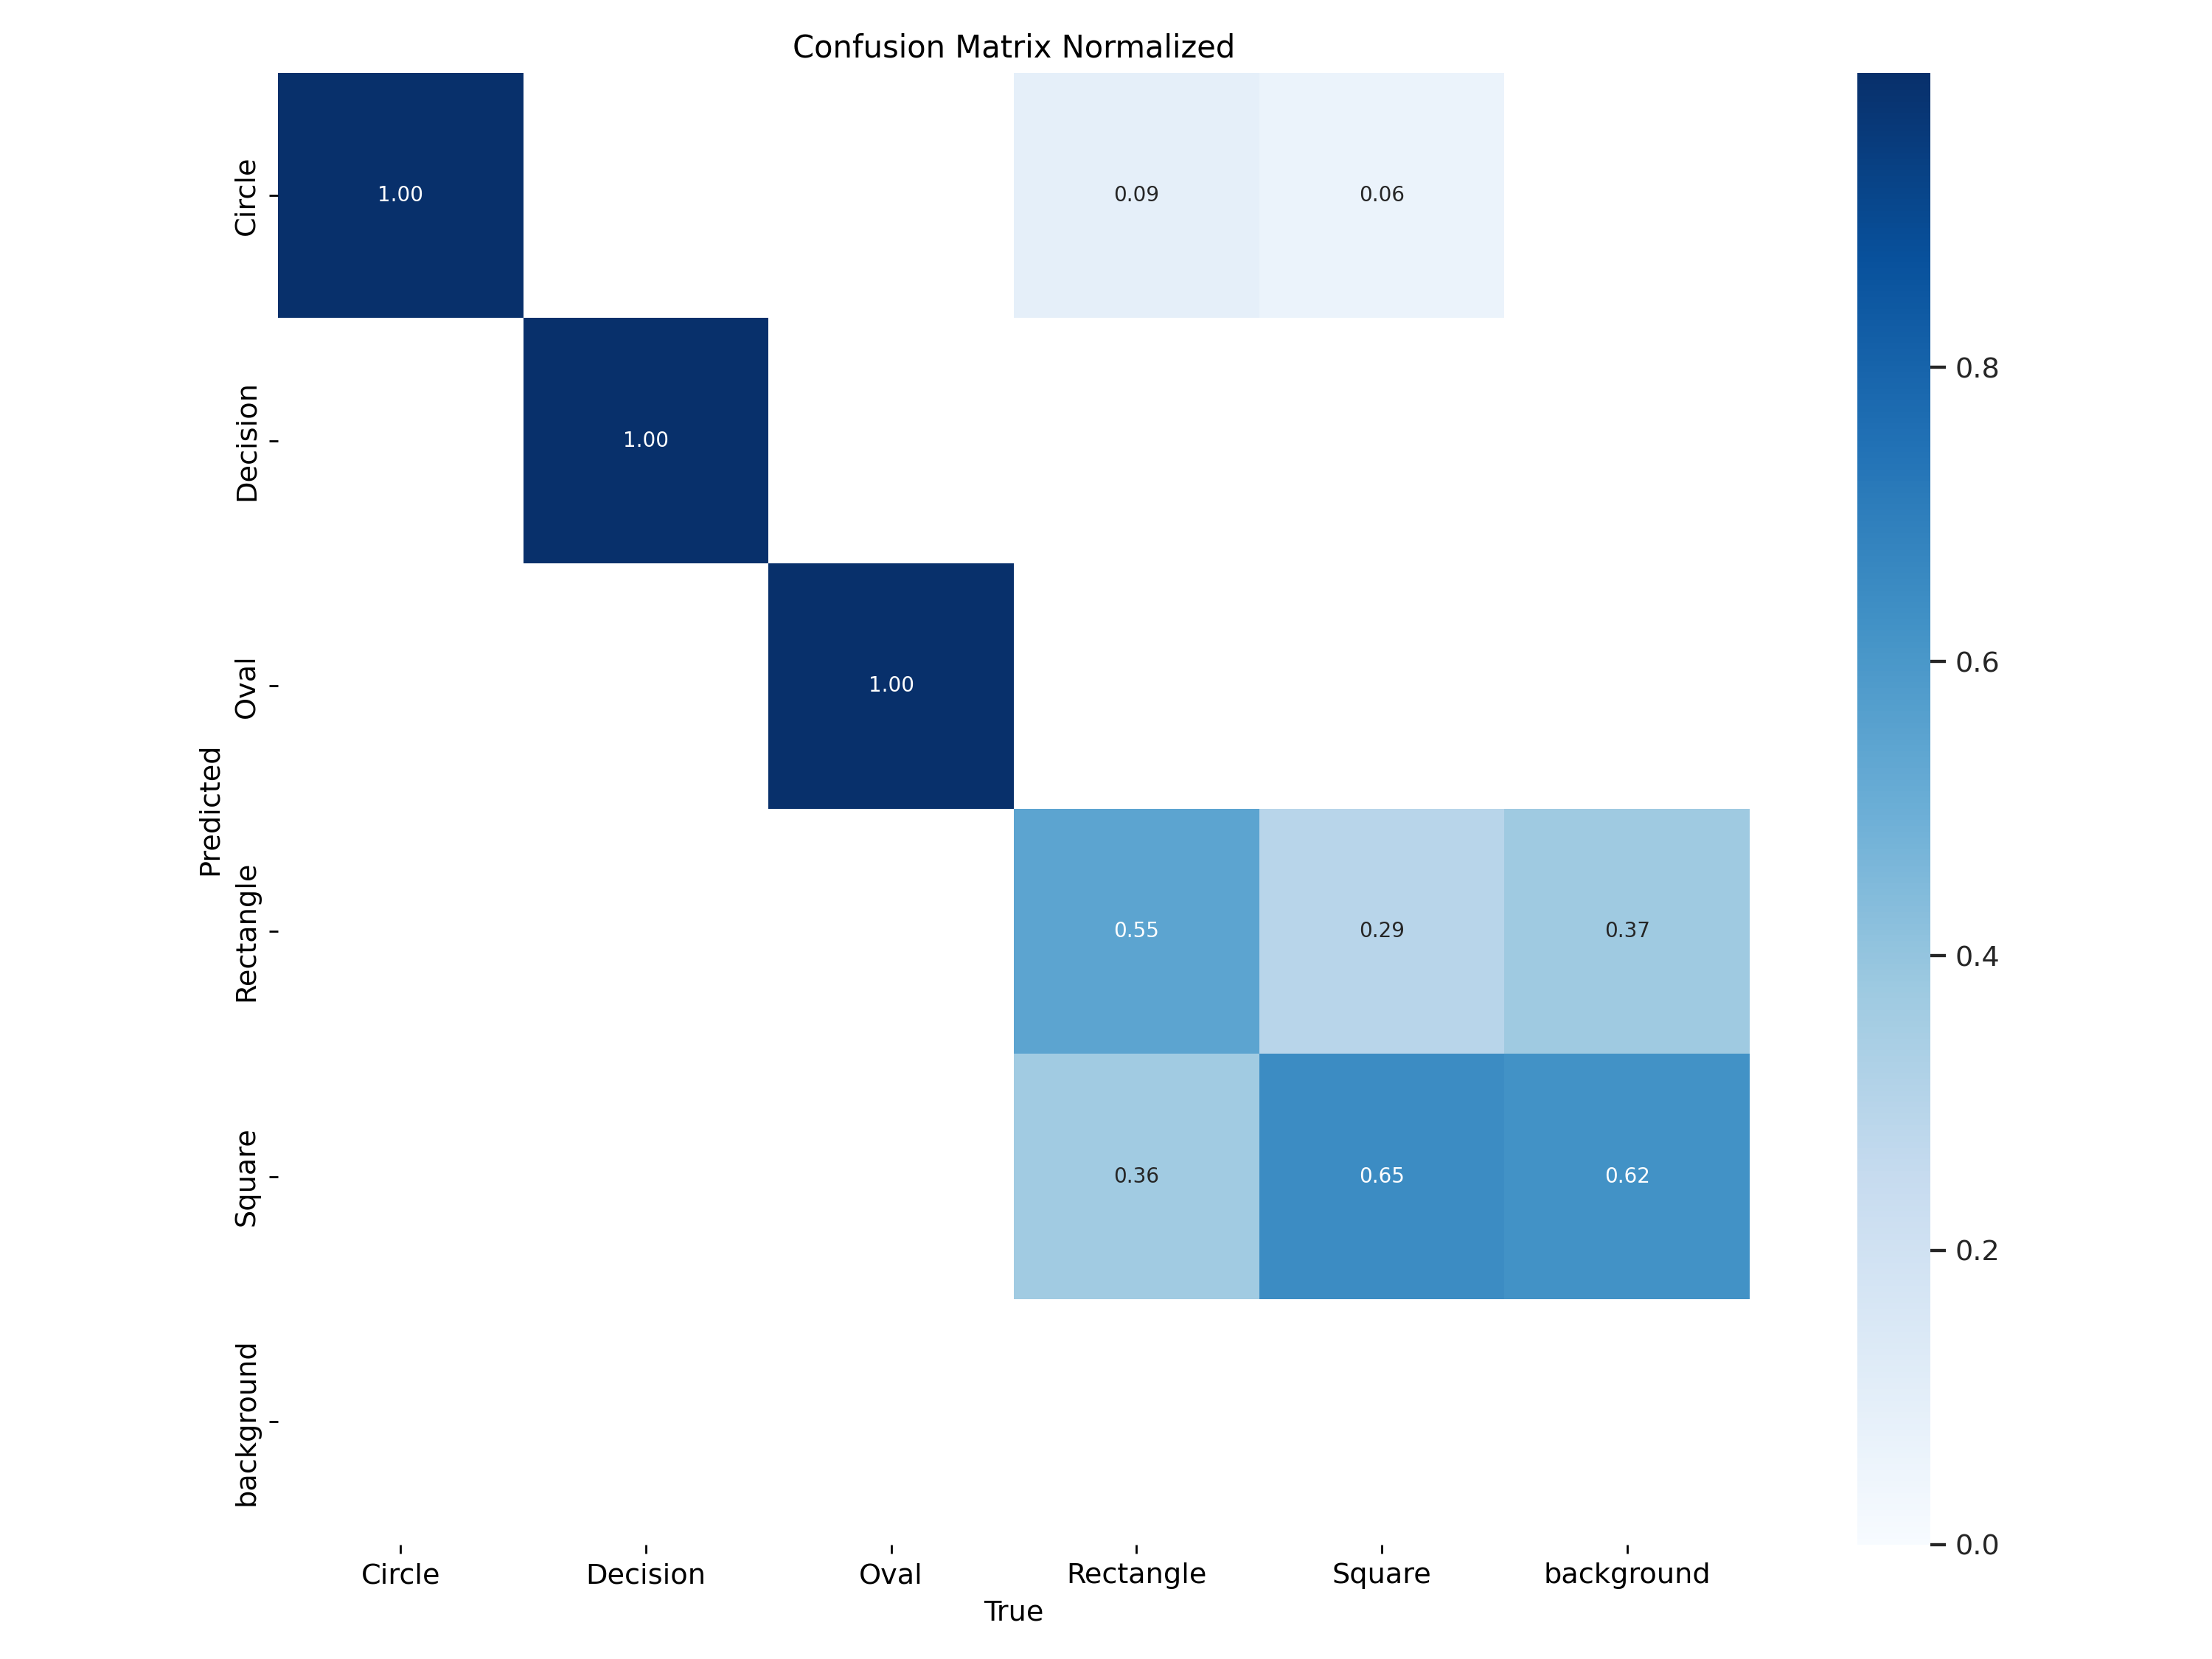 Confusion Matrix Normalized
Circle
1.00
0.09
0.06
Decision
1.00
Oval
1.00
Predicted
Rectangle
0.55
0.29
0.37
Square
0.36
0.65
0.62
background
Circle
Decision
Oval
Rectangle
Square
background
True
0.8
0.6
0.4
0.2
0.0